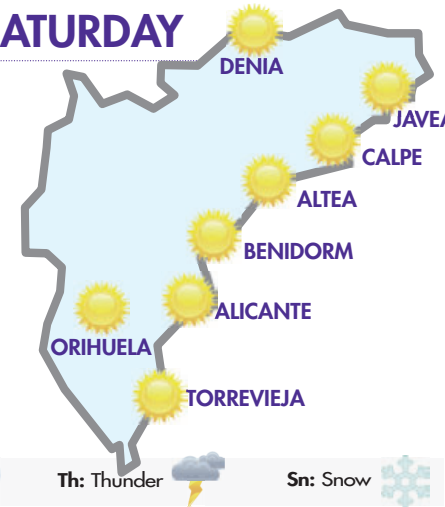 ATURDAY
DENIA
JAVEA
CALPE
ALTEA
BENIDORM
ALICANTE
ORIHUELA
TORREVIEJA
Th: Thunder Sn: Snow